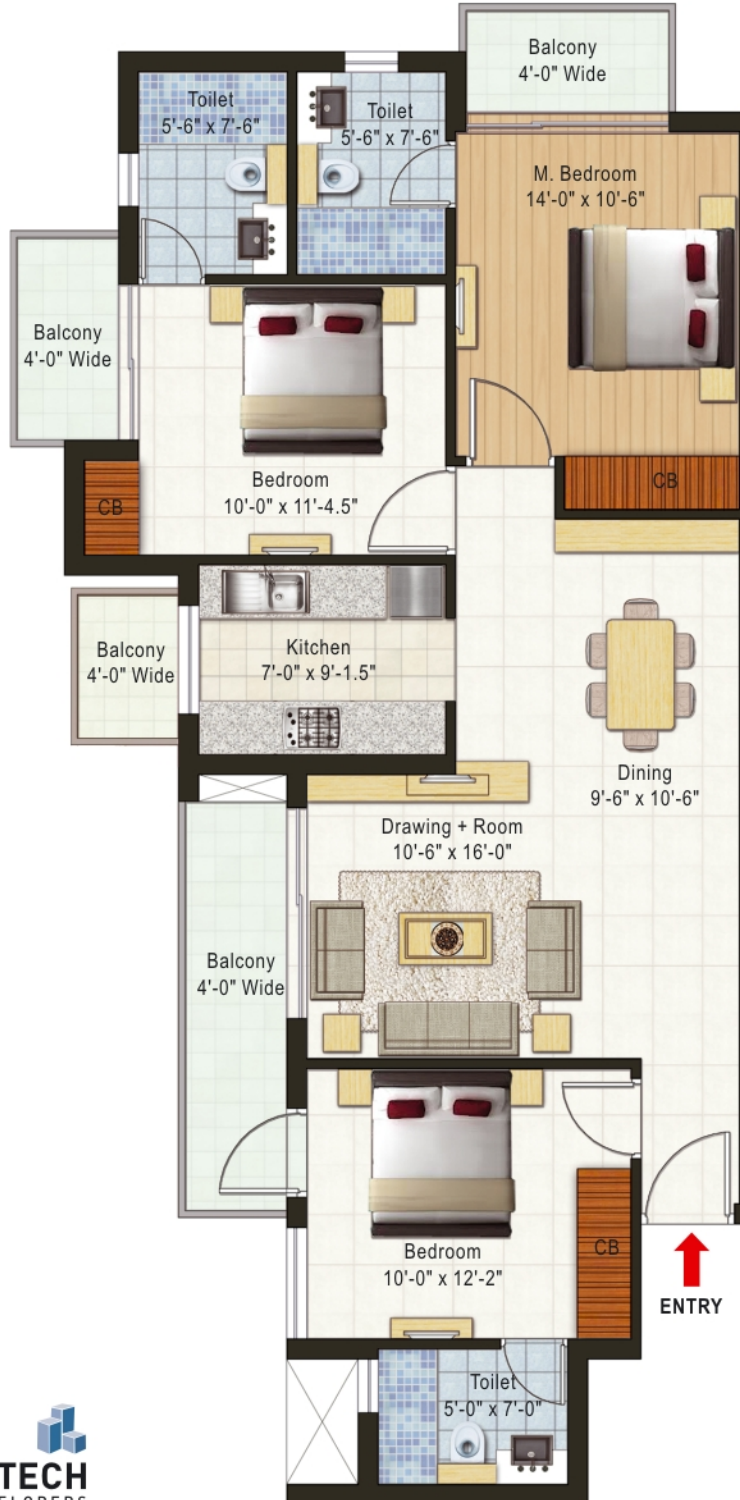 Balcony
4'-0" Wide
Toilet
5'-6" x 7'-6"
Toilet
5'-6" x 7'-6"
M. Bedroom
14'-0" x 10'-6"
Balcony
4'-0" Wide
Bedroom
10'-0" x 11'-4.5"
CB
CB
Balcony
4'-0" Wide
Kitchen
7'-0" x 9'-1.5"
Dining
9'-6" x 10'-6"
Drawing + Room
10'-6" x 16'-0"
Balcony
4'-0" Wide
Bedroom
10'-0" x 12'-2"
CB
ENTRY
Toilet
5'-0" x 7'-0"
TECH